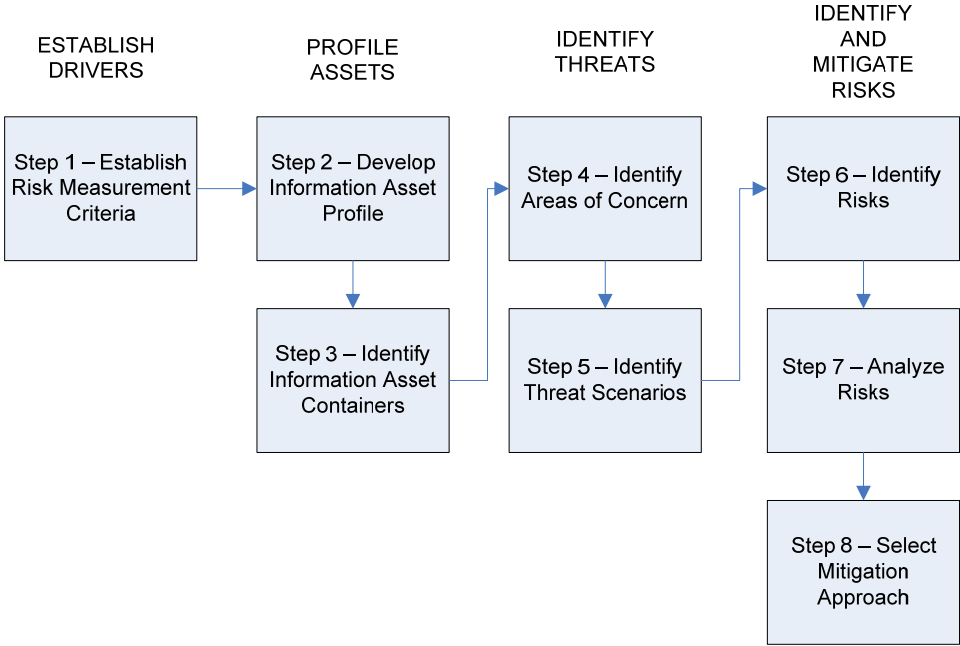 ESTABLISH
DRIVERS
PROFILE
ASSETS
IDENTIFY
THREATS
IDENTIFY
AND
MITIGATE
RISKS
Step 1 – Establish
Risk Measurement
Criteria
Step 2 – Develop
Information Asset
Profile
Step 3 – Identify
Information Asset
Containers
Step 4 – Identify
Areas of Concern
Step 5 – Identify
Threat Scenarios
Step 6 – Identify
Risks
Step 7 – Analyze
Risks
Step 8 – Select
Mitigation
Approach